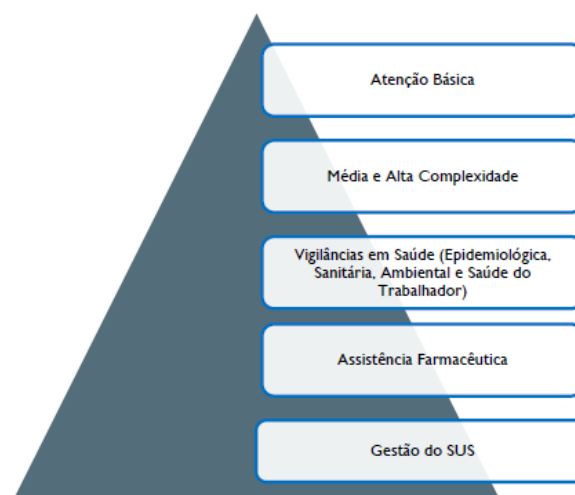 Atenção Básica
Média e Alta Complexidade
Vigilâncias em Saúde (Epidemiológica,
Sanitária, Ambiental e Saúde do
Trabalhador)
Assistência Farmacêutica
Gestão do SUS